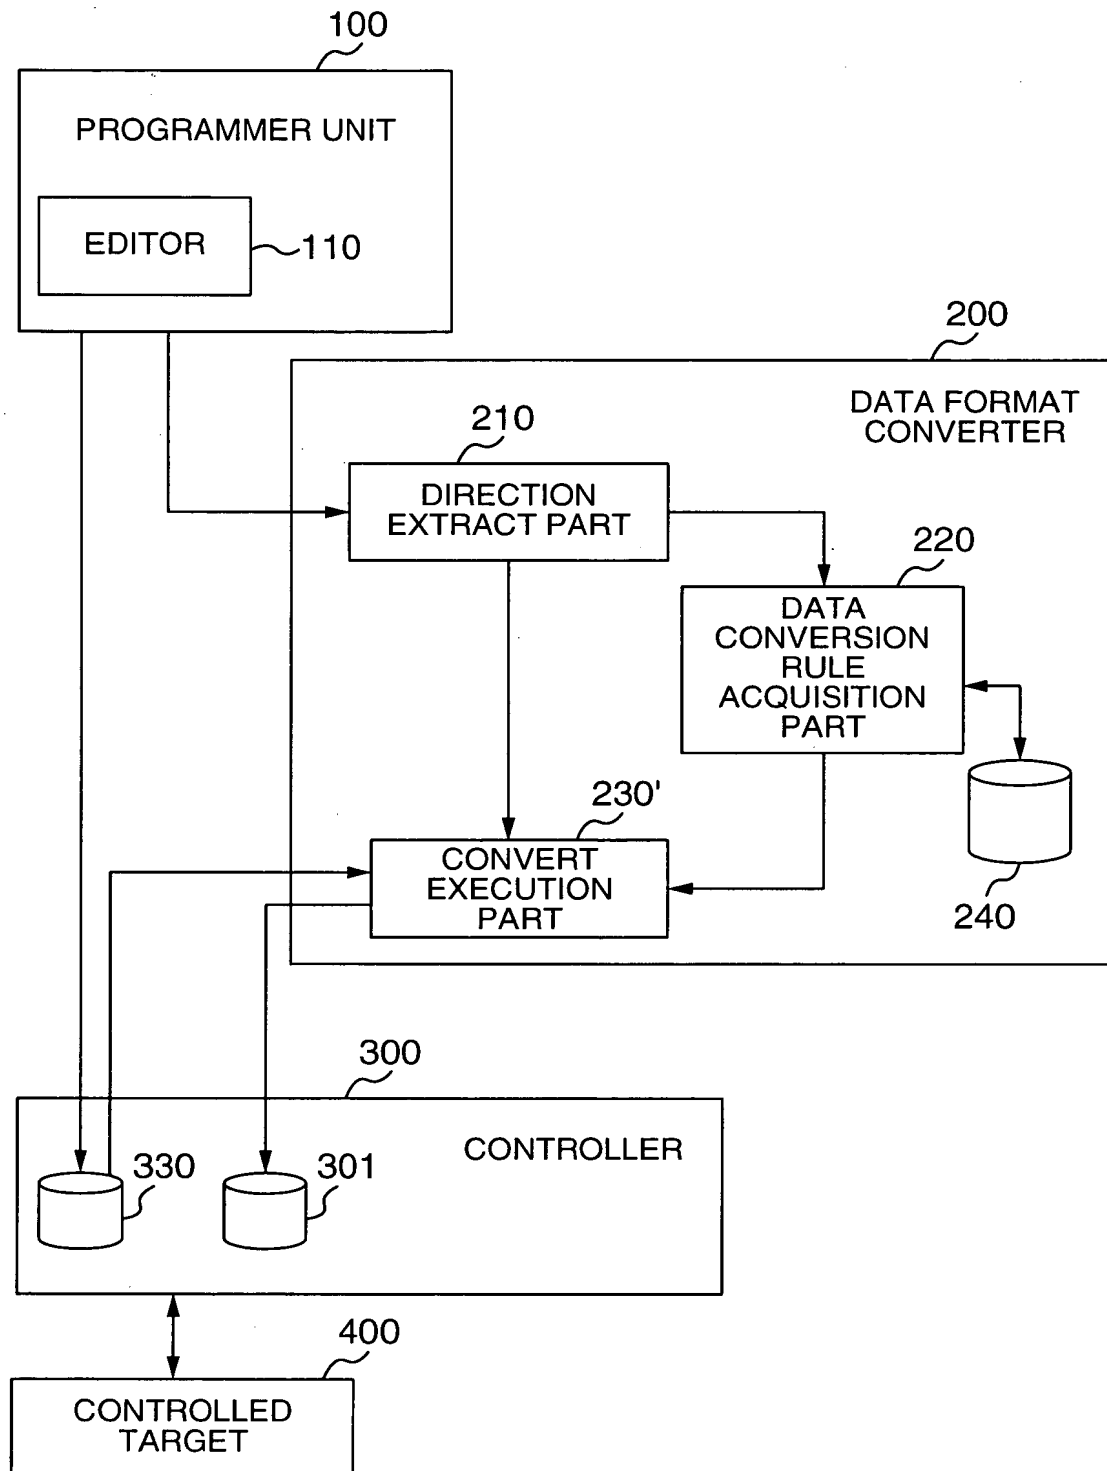 100
PROGRAMMER UNIT
EDITOR
110
200
DATA FORMAT
CONVERTER
210
DIRECTION
EXTRACT PART
220
DATA
CONVERSION
RULE
ACQUISITION
PART
230'
CONVERT
EXECUTION
PART
240
300
CONTROLLER
330
301
400
CONTROLLED
TARGET